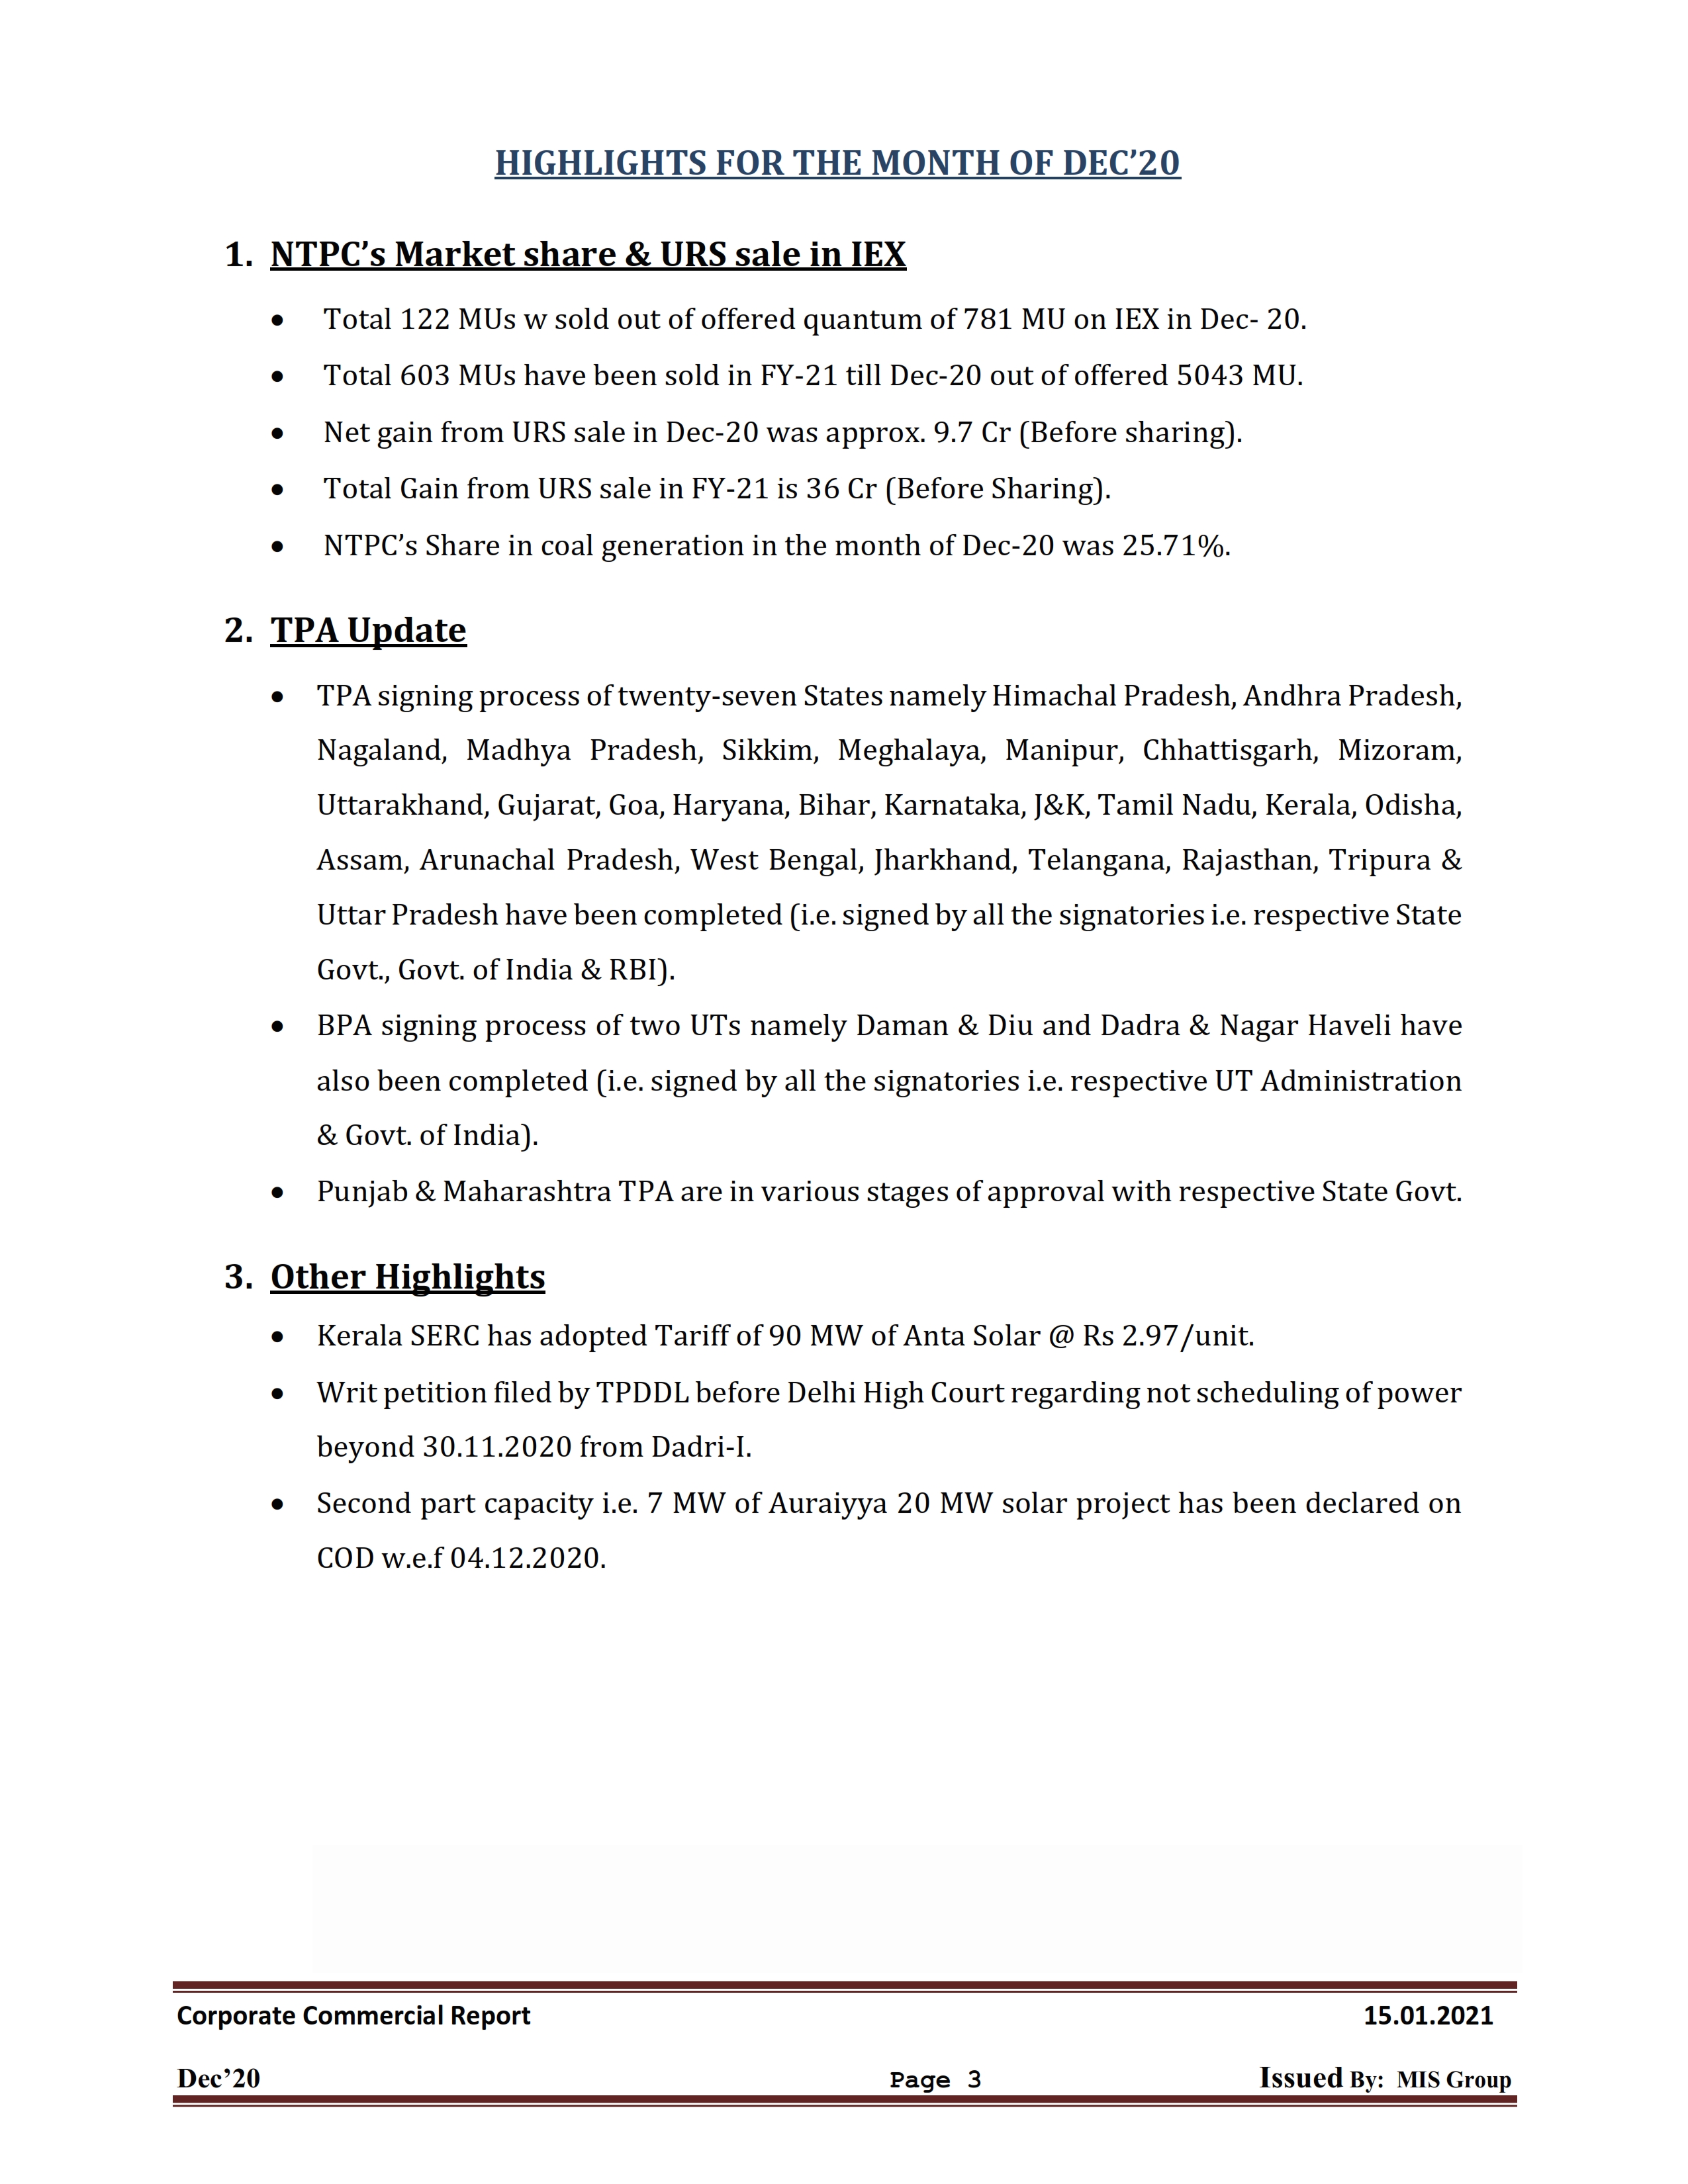 HIGHLIGHTS FOR THE MONTH OF DEC’20
1. NTPC’s Market share & URS sale in IEX
• Total 122 MUs w sold out of offered quantum of 781 MU on IEX in Dec- 20.
• Total 603 MUs have been sold in FY-21 till Dec-20 out of offered 5043 MU.
• Net gain from URS sale in Dec-20 was approx. 9.7 Cr (Before sharing).
• Total Gain from URS sale in FY-21 is 36 Cr (Before Sharing).
• NTPC’s Share in coal generation in the month of Dec-20 was 25.71%.
2. TPA Update
• TPA signing process of twenty-seven States namely Himachal Pradesh, Andhra Pradesh,
Nagaland, Madhya Pradesh, Sikkim, Meghalaya, Manipur, Chhattisgarh, Mizoram,
Uttarakhand, Gujarat, Goa, Haryana, Bihar, Karnataka, J&K, Tamil Nadu, Kerala, Odisha,
Assam, Arunachal Pradesh, West Bengal, Jharkhand, Telangana, Rajasthan, Tripura &
Uttar Pradesh have been completed (i.e. signed by all the signatories i.e. respective State
Govt., Govt. of India & RBI).
• BPA signing process of two UTs namely Daman & Diu and Dadra & Nagar Haveli have
also been completed (i.e. signed by all the signatories i.e. respective UT Administration
& Govt. of India).
• Punjab & Maharashtra TPA are in various stages of approval with respective State Govt.
3. Other Highlights
• Kerala SERC has adopted Tariff of 90 MW of Anta Solar @ Rs 2.97/unit.
• Writ petition filed by TPDDL before Delhi High Court regarding not scheduling of power
beyond 30.11.2020 from Dadri-I.
• Second part capacity i.e. 7 MW of Auraiyya 20 MW solar project has been declared on
COD w.e.f 04.12.2020.
Corporate Commercial Report 15.01.2021
Dec’20 Page 3 Issued By: MIS Group